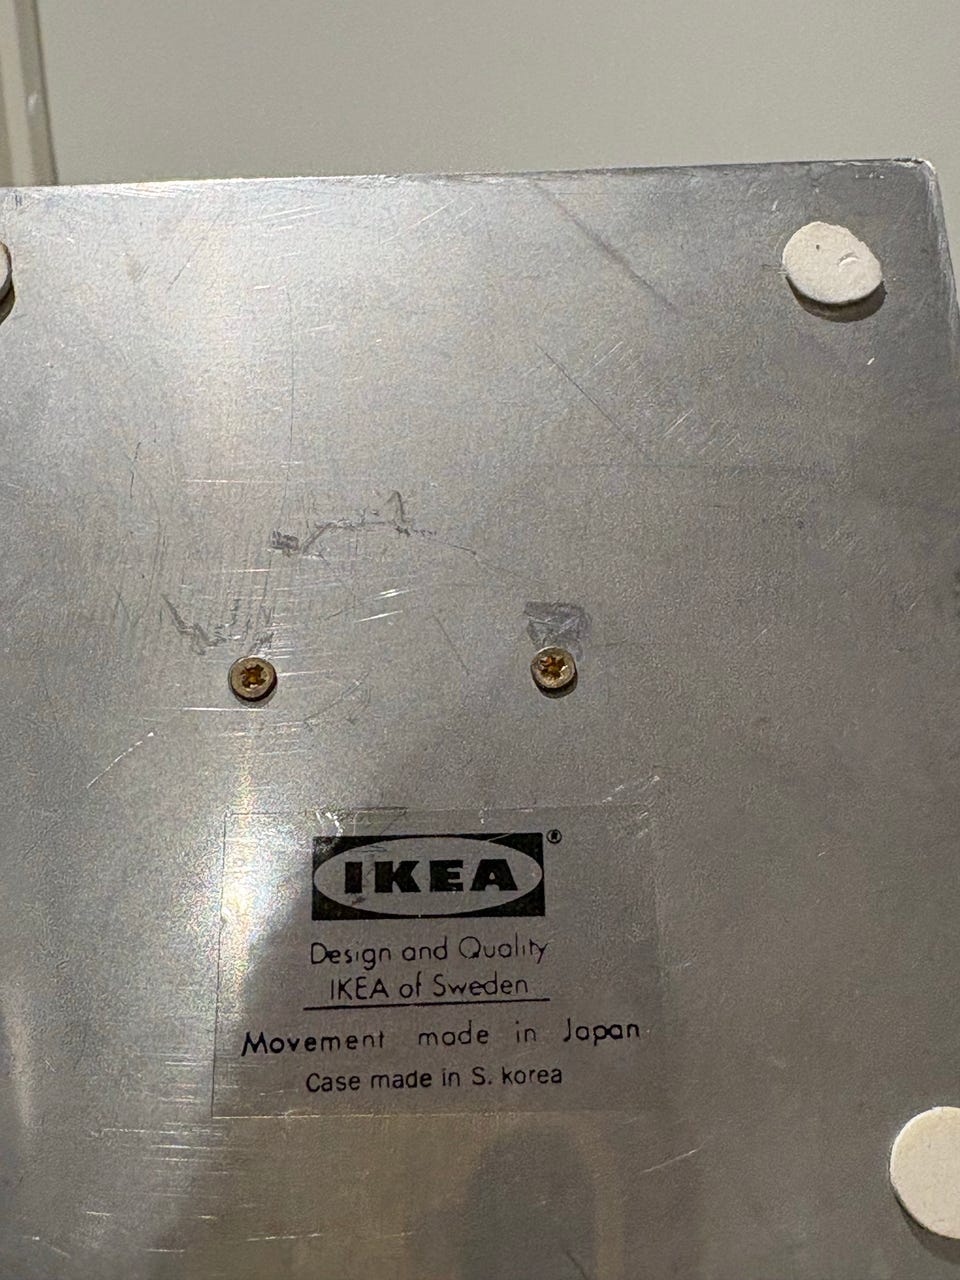 IKEA®
Design and Quality
IKEA of Sweden
Movement made in Japan
Case made in S. korea